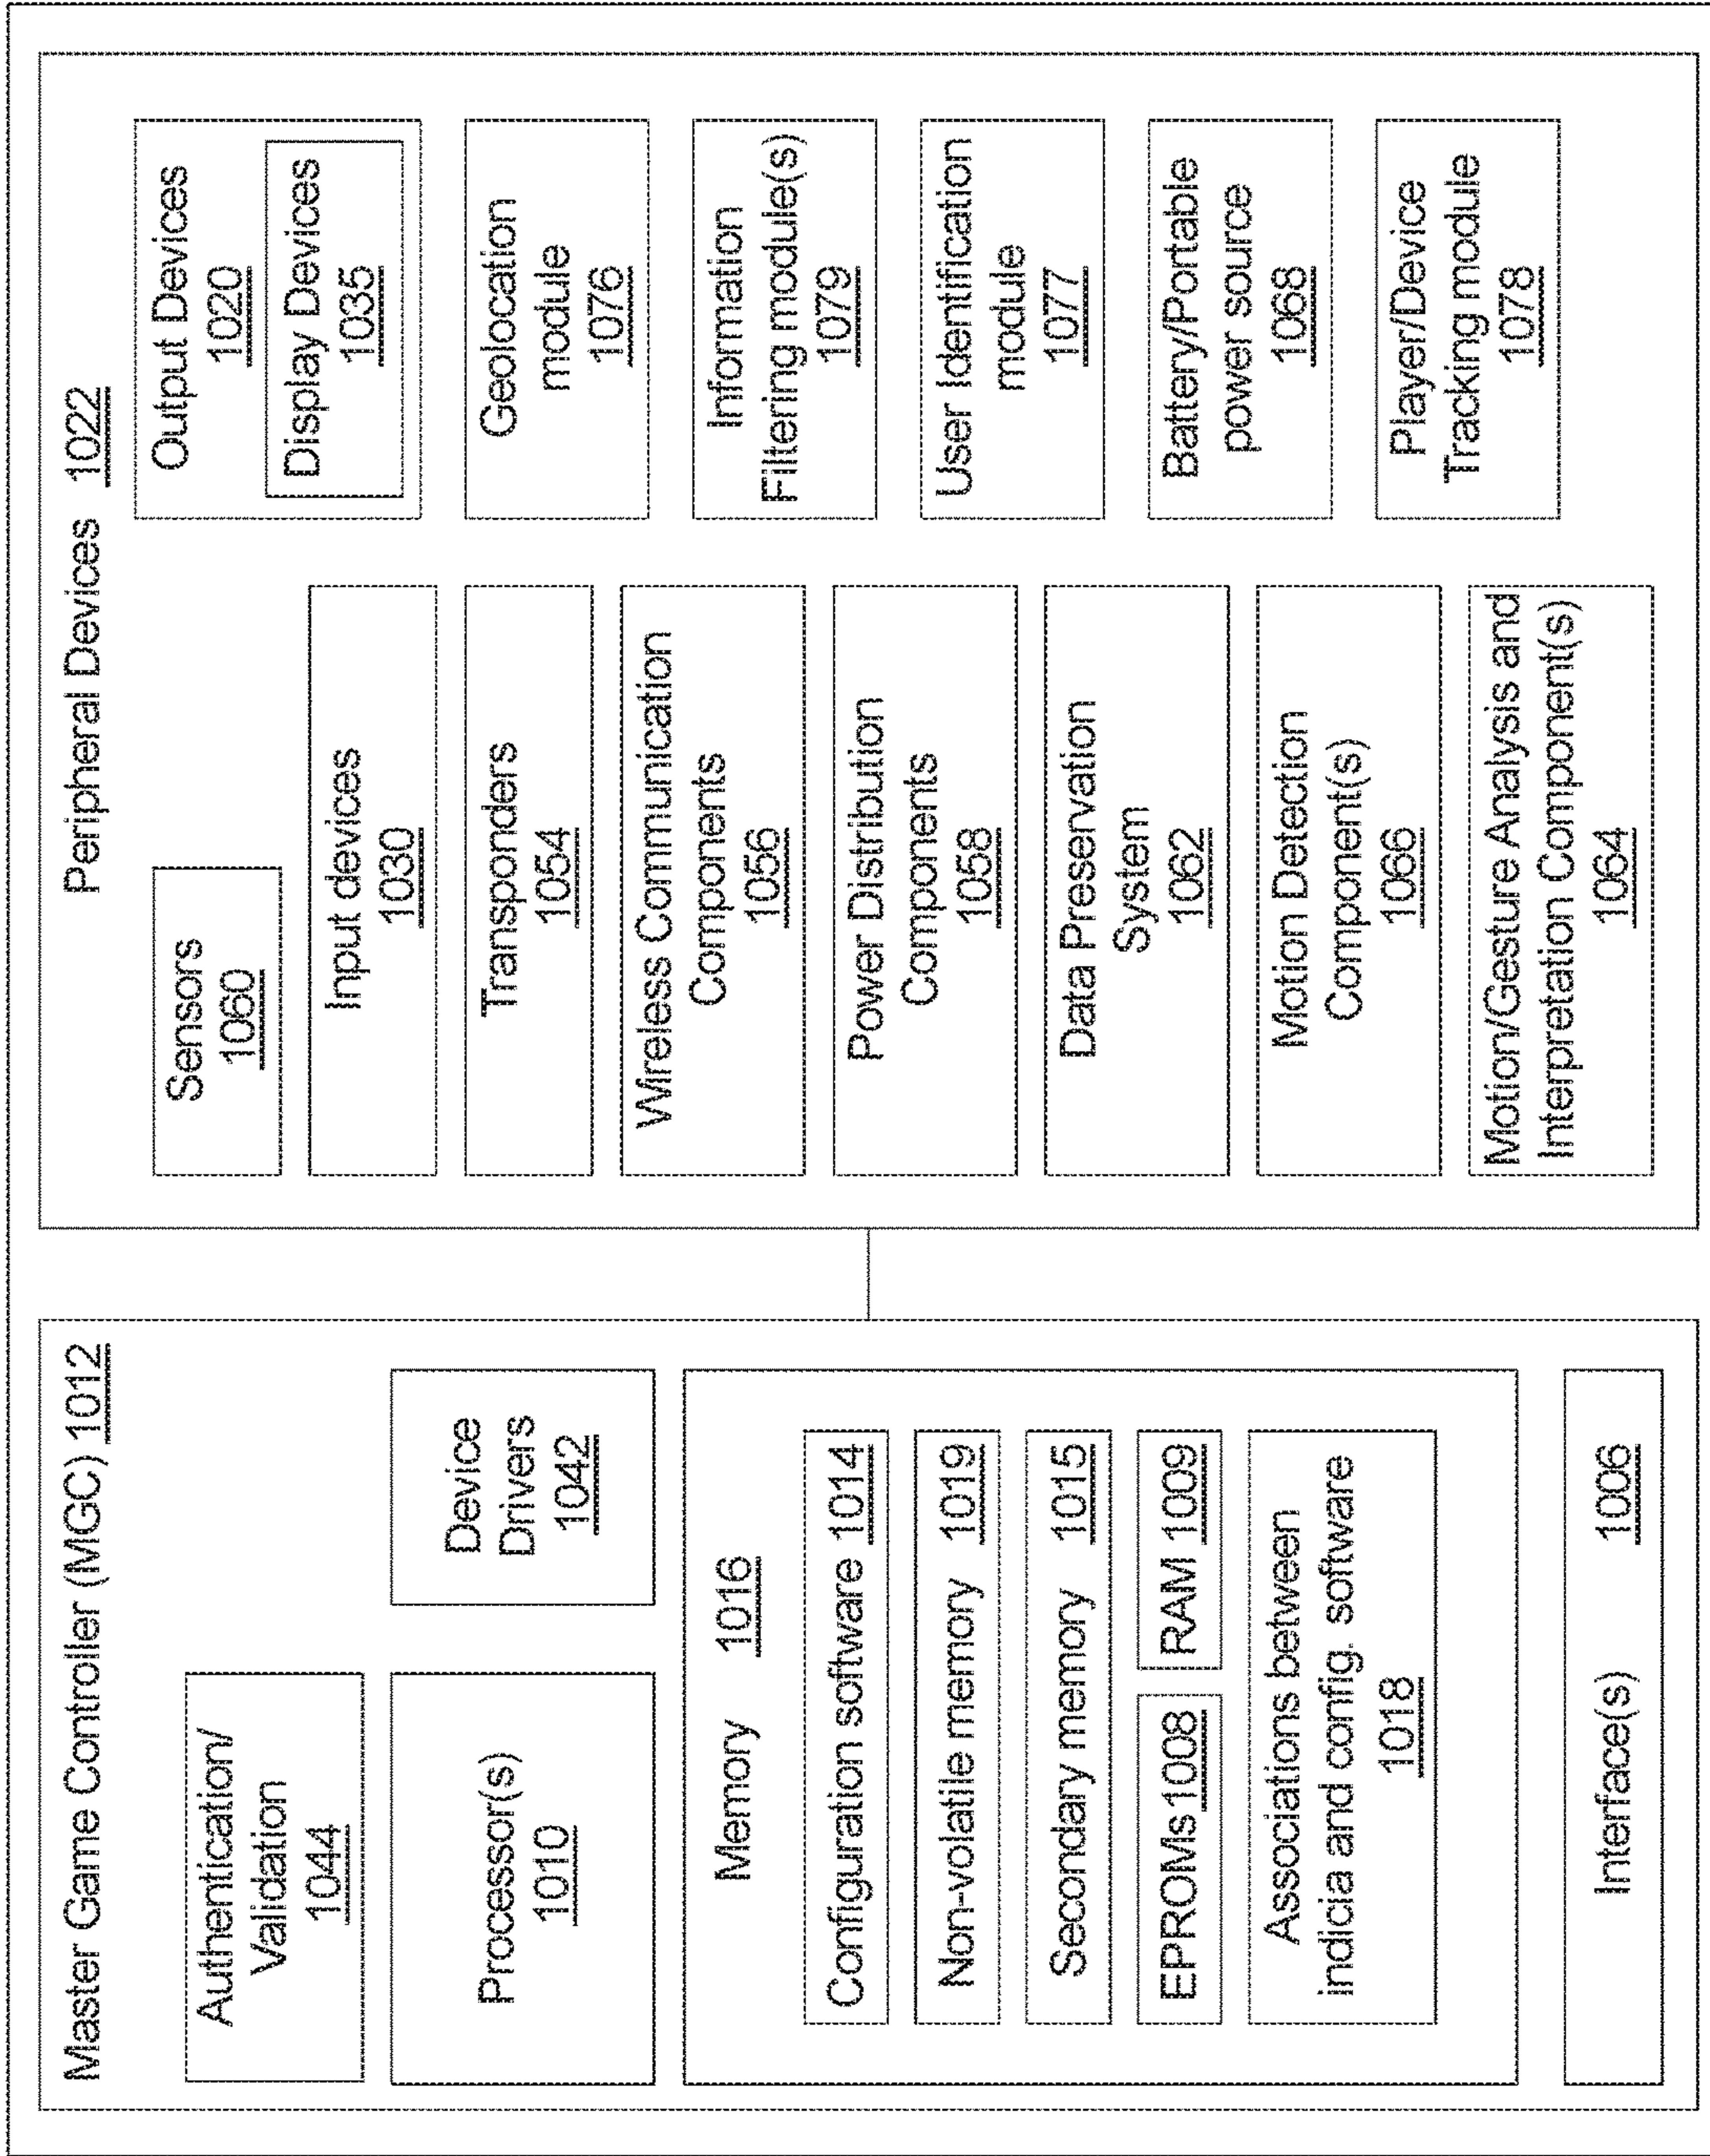 Master Game Controller (MGC) 1012
Authentication/
Validation
1044
Processor(s)
1010
Device
Drivers
1042
Memory 1016
Configuration software 1014
Non-volatile memory 1019
Secondary memory 1015
EPROMs 1008
RAM 1009
Associations between
indicia and config. software
1018
Interface(s) 1006
Peripheral Devices 1022
Sensors
1060
Input devices
1030
Transponders
1054
Wireless Communication
Components
1056
Power Distribution
Components
1058
Data Preservation
System
1062
Motion Detection
Component(s)
1066
Motion/Gesture Analysis and
Interpretation Component(s)
1064
Output Devices
1020
Display Devices
1035
Geolocation
module
1076
Information
Filtering module(s)
1079
User Identification
module
1077
Battery/Portable
power source
1068
Player/Device
Tracking module
1078